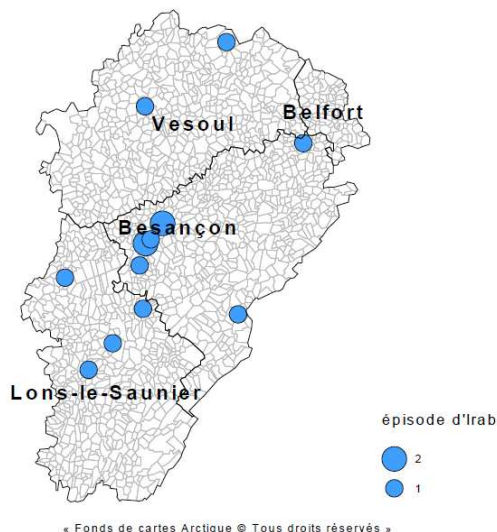 Belfort
Vesoul
Besançon
Lons-le-Saunier
épisode d'Irab
2
1
« Fonds de cartes Arctique © Tous droits réservés »